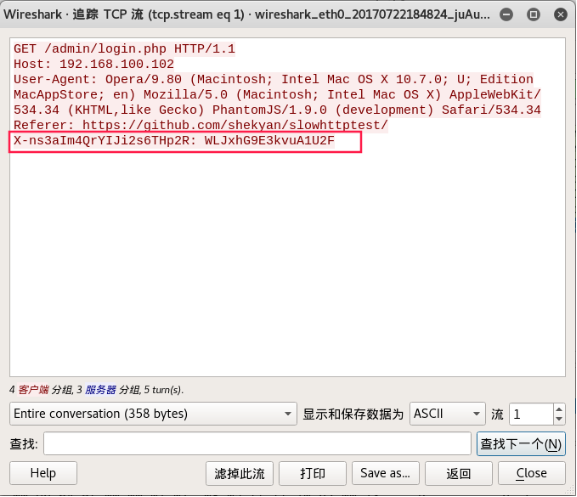 Wireshark · 追踪 TCP 流 (tcp.stream eq 1) · wireshark_eth0_20170722184824_juAu...
GET /admin/login.php HTTP/1.1
Host: 192.168.100.102
User-Agent: Opera/9.80 (Macintosh; Intel Mac OS X 10.7.0; U; Edition
MacAppStore; en) Mozilla/5.0 (Macintosh; Intel Mac OS X) AppleWebKit/
534.34 (KHTML,like Gecko) PhantomJS/1.9.0 (development) Safari/534.34
Referer: https://github.com/shekyan/slowhttptest/
X-ns3aIm4QrYIJi2s6THp2R: WLJxhG9E3kvuA1U2F
4 客户端 分组, 3 服务器 分组, 5 turn(s).
Entire conversation (358 bytes) 显示和保存数据为 ASCII 流 1
查找: 查找下一个(N)
Help 滤掉此流 打印 Save as... 返回 Close